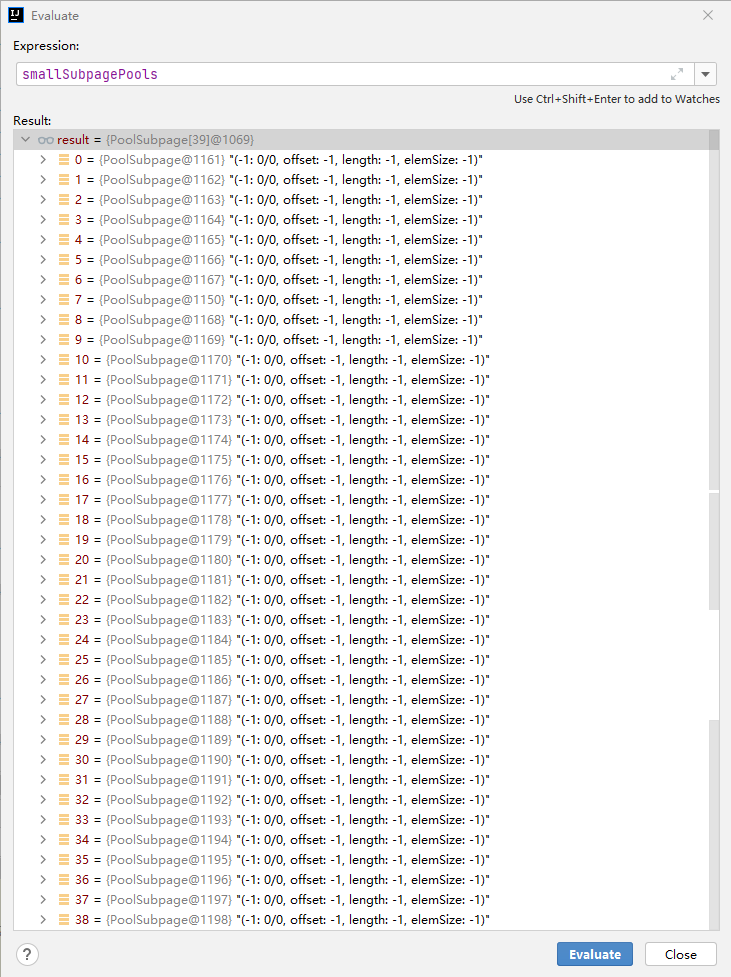 IJ
Evaluate
Expression:
smallSubpagePools
Use Ctrl+Shift+Enter to add to Watches
Result:
result = {PoolSubpage[39]@1069}
0 = {PoolSubpage@1161} "(-1: 0/0, offset: -1, length: -1, elemSize: -1)"
1 = {PoolSubpage@1162} "(-1: 0/0, offset: -1, length: -1, elemSize: -1)"
2 = {PoolSubpage@1163} "(-1: 0/0, offset: -1, length: -1, elemSize: -1)"
3 = {PoolSubpage@1164} "(-1: 0/0, offset: -1, length: -1, elemSize: -1)"
4 = {PoolSubpage@1165} "(-1: 0/0, offset: -1, length: -1, elemSize: -1)"
5 = {PoolSubpage@1166} "(-1: 0/0, offset: -1, length: -1, elemSize: -1)"
6 = {PoolSubpage@1167} "(-1: 0/0, offset: -1, length: -1, elemSize: -1)"
7 = {PoolSubpage@1150} "(-1: 0/0, offset: -1, length: -1, elemSize: -1)"
8 = {PoolSubpage@1168} "(-1: 0/0, offset: -1, length: -1, elemSize: -1)"
9 = {PoolSubpage@1169} "(-1: 0/0, offset: -1, length: -1, elemSize: -1)"
10 = {PoolSubpage@1170} "(-1: 0/0, offset: -1, length: -1, elemSize: -1)"
11 = {PoolSubpage@1171} "(-1: 0/0, offset: -1, length: -1, elemSize: -1)"
12 = {PoolSubpage@1172} "(-1: 0/0, offset: -1, length: -1, elemSize: -1)"
13 = {PoolSubpage@1173} "(-1: 0/0, offset: -1, length: -1, elemSize: -1)"
14 = {PoolSubpage@1174} "(-1: 0/0, offset: -1, length: -1, elemSize: -1)"
15 = {PoolSubpage@1175} "(-1: 0/0, offset: -1, length: -1, elemSize: -1)"
16 = {PoolSubpage@1176} "(-1: 0/0, offset: -1, length: -1, elemSize: -1)"
17 = {PoolSubpage@1177} "(-1: 0/0, offset: -1, length: -1, elemSize: -1)"
18 = {PoolSubpage@1178} "(-1: 0/0, offset: -1, length: -1, elemSize: -1)"
19 = {PoolSubpage@1179} "(-1: 0/0, offset: -1, length: -1, elemSize: -1)"
20 = {PoolSubpage@1180} "(-1: 0/0, offset: -1, length: -1, elemSize: -1)"
21 = {PoolSubpage@1181} "(-1: 0/0, offset: -1, length: -1, elemSize: -1)"
22 = {PoolSubpage@1182} "(-1: 0/0, offset: -1, length: -1, elemSize: -1)"
23 = {PoolSubpage@1183} "(-1: 0/0, offset: -1, length: -1, elemSize: -1)"
24 = {PoolSubpage@1184} "(-1: 0/0, offset: -1, length: -1, elemSize: -1)"
25 = {PoolSubpage@1185} "(-1: 0/0, offset: -1, length: -1, elemSize: -1)"
26 = {PoolSubpage@1186} "(-1: 0/0, offset: -1, length: -1, elemSize: -1)"
27 = {PoolSubpage@1187} "(-1: 0/0, offset: -1, length: -1, elemSize: -1)"
28 = {PoolSubpage@1188} "(-1: 0/0, offset: -1, length: -1, elemSize: -1)"
29 = {PoolSubpage@1189} "(-1: 0/0, offset: -1, length: -1, elemSize: -1)"
30 = {PoolSubpage@1190} "(-1: 0/0, offset: -1, length: -1, elemSize: -1)"
31 = {PoolSubpage@1191} "(-1: 0/0, offset: -1, length: -1, elemSize: -1)"
32 = {PoolSubpage@1192} "(-1: 0/0, offset: -1, length: -1, elemSize: -1)"
33 = {PoolSubpage@1193} "(-1: 0/0, offset: -1, length: -1, elemSize: -1)"
34 = {PoolSubpage@1194} "(-1: 0/0, offset: -1, length: -1, elemSize: -1)"
35 = {PoolSubpage@1195} "(-1: 0/0, offset: -1, length: -1, elemSize: -1)"
36 = {PoolSubpage@1196} "(-1: 0/0, offset: -1, length: -1, elemSize: -1)"
37 = {PoolSubpage@1197} "(-1: 0/0, offset: -1, length: -1, elemSize: -1)"
38 = {PoolSubpage@1198} "(-1: 0/0, offset: -1, length: -1, elemSize: -1)"
?
Evaluate
Close